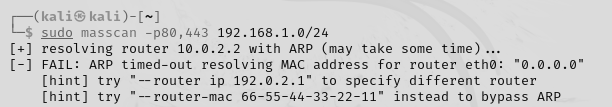 ┌──(kali㉿kali)-[~]
└─$ sudo masscan -p80,443 192.168.1.0/24
[+] resolving router 10.0.2.2 with ARP (may take some time)...
[-] FAIL: ARP timed-out resolving MAC address for router eth0: "0.0.0.0"
[hint] try "--router ip 192.0.2.1" to specify different router
[hint] try "--router-mac 66-55-44-33-22-11" instead to bypass ARP